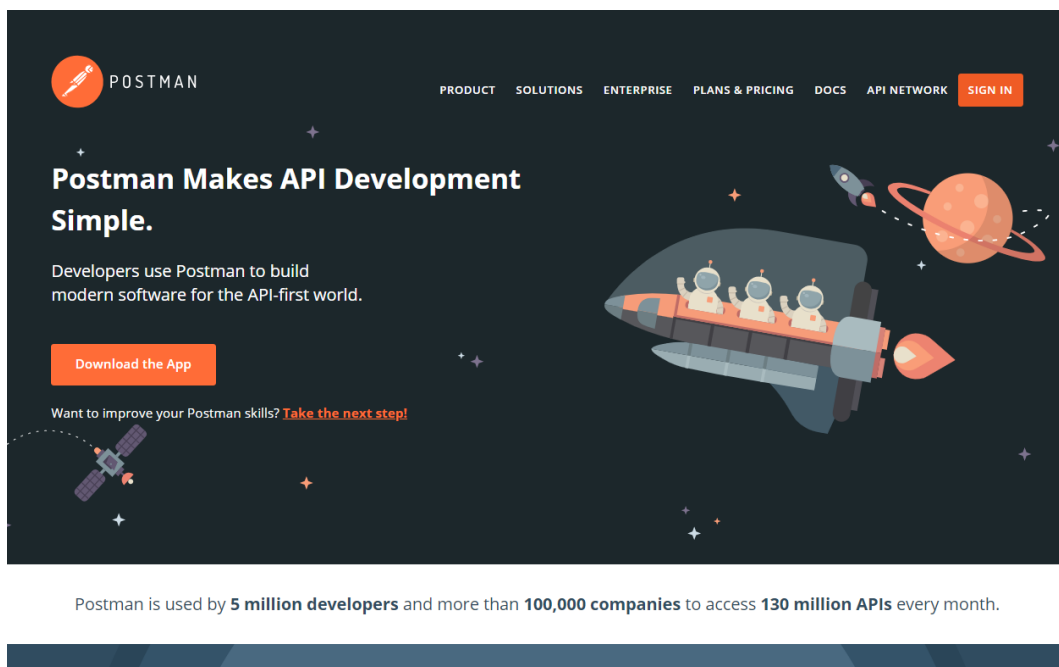 POSTMAN
PRODUCT SOLUTIONS ENTERPRISE PLANS & PRICING DOCS API NETWORK SIGN IN
Postman Makes API Development
Simple.
Developers use Postman to build
modern software for the API-first world.
Download the App
Want to improve your Postman skills? Take the next step!
Postman is used by 5 million developers and more than 100,000 companies to access 130 million APIs every month.